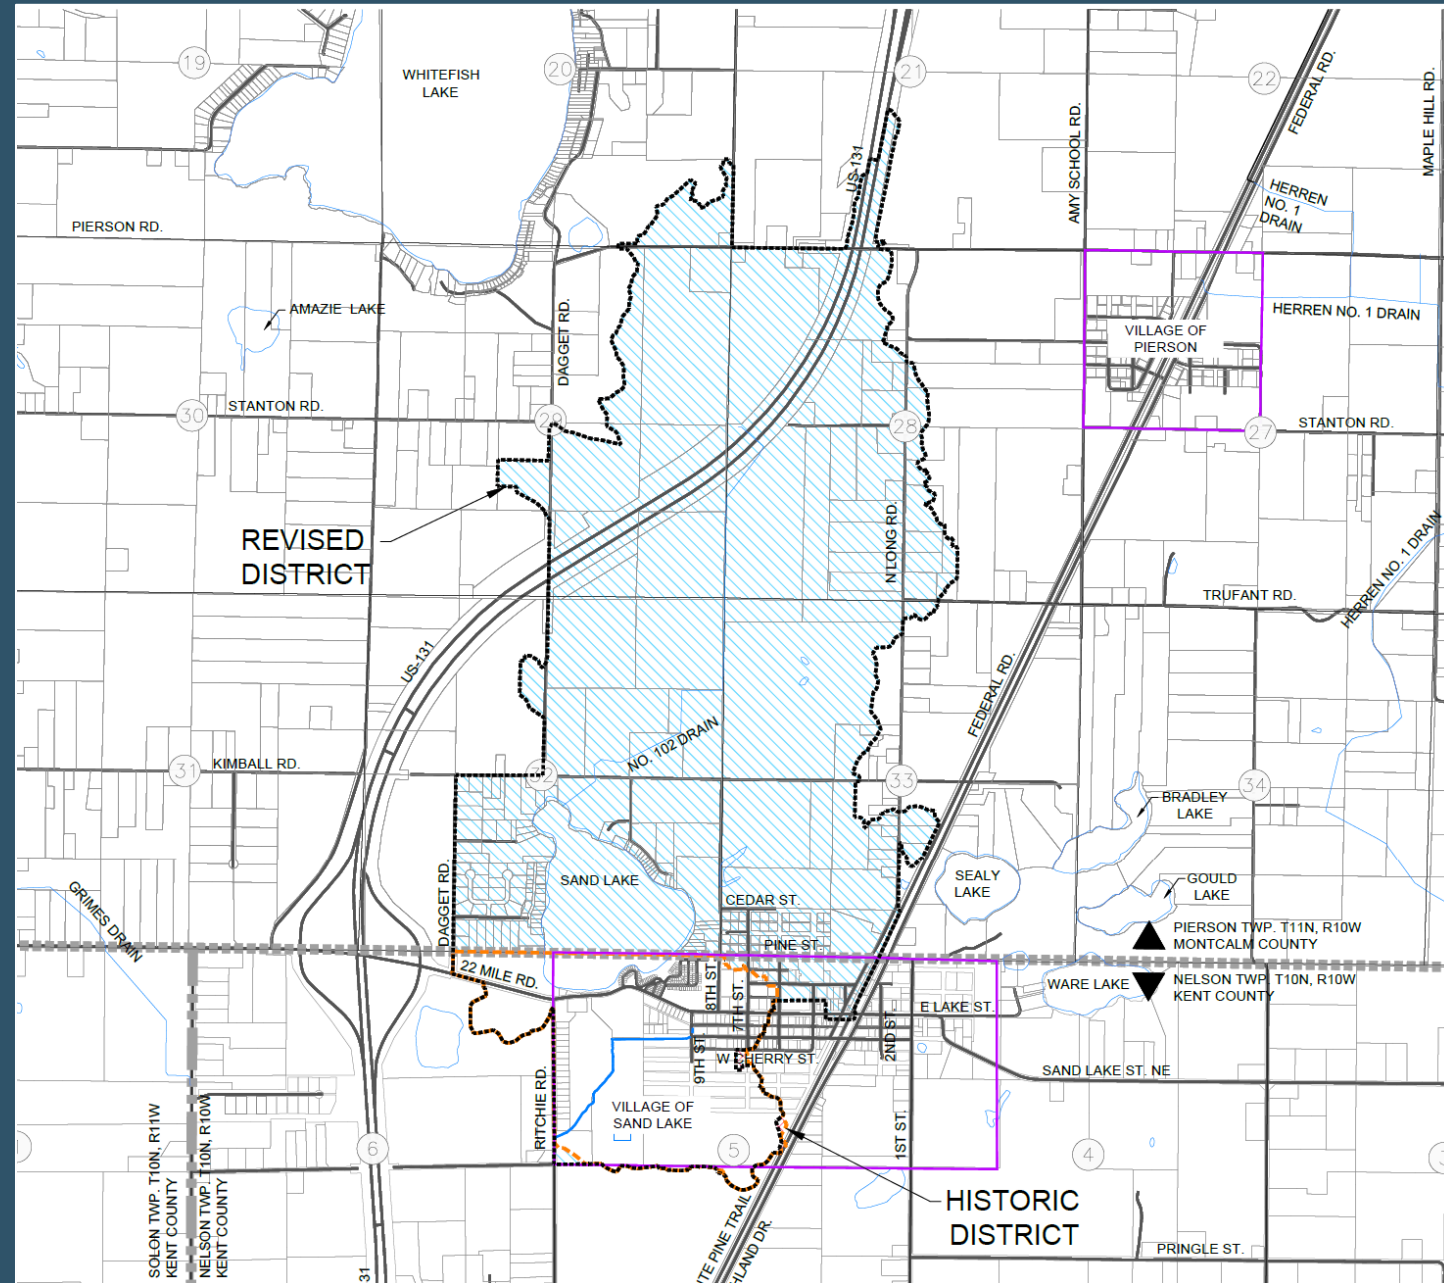 19
WHITEFISH
LAKE
20
21
22
FEDERAL RD.
MAPLE HILL RD.
AMY SCHOOL RD.
US-131
HERREN
NO. 1
DRAIN
PIERSON RD.
AMAZIE LAKE
DAGGET RD.
HERREN NO. 1 DRAIN
VILLAGE OF
PIERSON
30
STANTON RD.
29
28
27
STANTON RD.
REVISED
DISTRICT
N LONG RD.
HERREN NO. 1 DRAIN
TRUFANT RD.
US-131
FEDERAL RD.
NO. 102 DRAIN
31
KIMBALL RD.
32
33
34
BRADLEY
LAKE
SAND LAKE
SEALY
LAKE
GOULD
LAKE
GRIMES DRAIN
DAGGET RD.
CEDAR ST.
PINE ST.
PIERSON TWP. T11N, R10W
MONTCALM COUNTY
22 MILE RD.
8TH ST.
7TH ST.
WARE LAKE
NELSON TWP. T10N, R10W
KENT COUNTY
E LAKE ST.
2ND ST.
9TH ST.
W CHERRY ST.
SAND LAKE ST. NE
RITCHIE RD.
VILLAGE OF
SAND LAKE
6
5
1ST ST.
4
SOLON TWP. T10N, R11W
KENT COUNTY
NELSON TWP. T10N, R10W
KENT COUNTY
HISTORIC
DISTRICT
TE PINE TRAIL
HLAND DR.
PRINGLE ST.
31